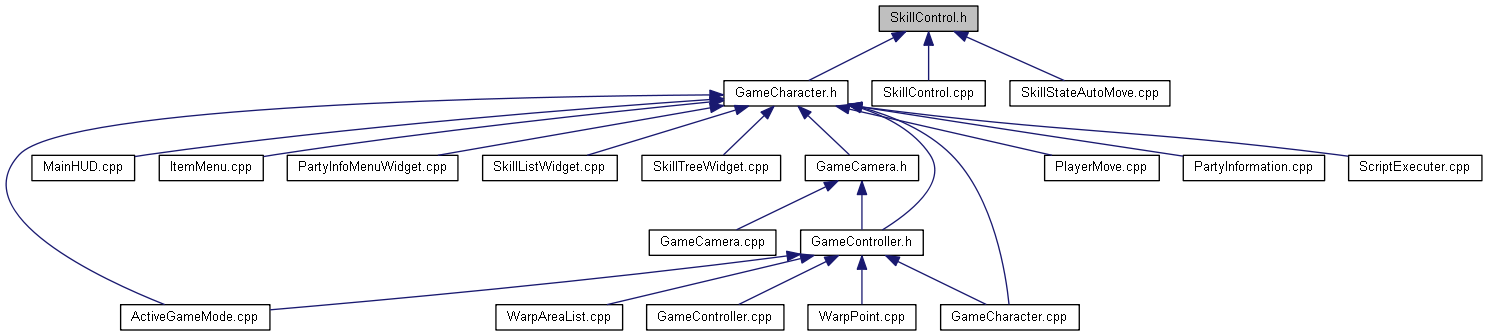 SkillControl.h
GameCharacter.h
SkillControl.cpp
SkillStateAutoMove.cpp
MainHUD.cpp
ItemMenu.cpp
PartyInfoMenuWidget.cpp
SkillListWidget.cpp
SkillTreeWidget.cpp
GameCamera.h
PlayerMove.cpp
PartyInformation.cpp
ScriptExecuter.cpp
GameCamera.cpp
GameController.h
ActiveGameMode.cpp
WarpAreaList.cpp
GameController.cpp
WarpPoint.cpp
GameCharacter.cpp